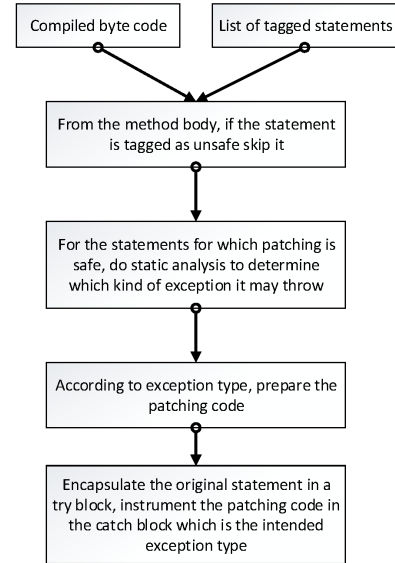 Compiled byte code
List of tagged statements
From the method body, if the statement
is tagged as unsafe skip it
For the statements for which patching is
safe, do static analysis to determine
which kind of exception it may throw
According to exception type, prepare the
patching code
Encapsulate the original statement in a
try block, instrument the patching code in
the catch block which is the intended
exception type